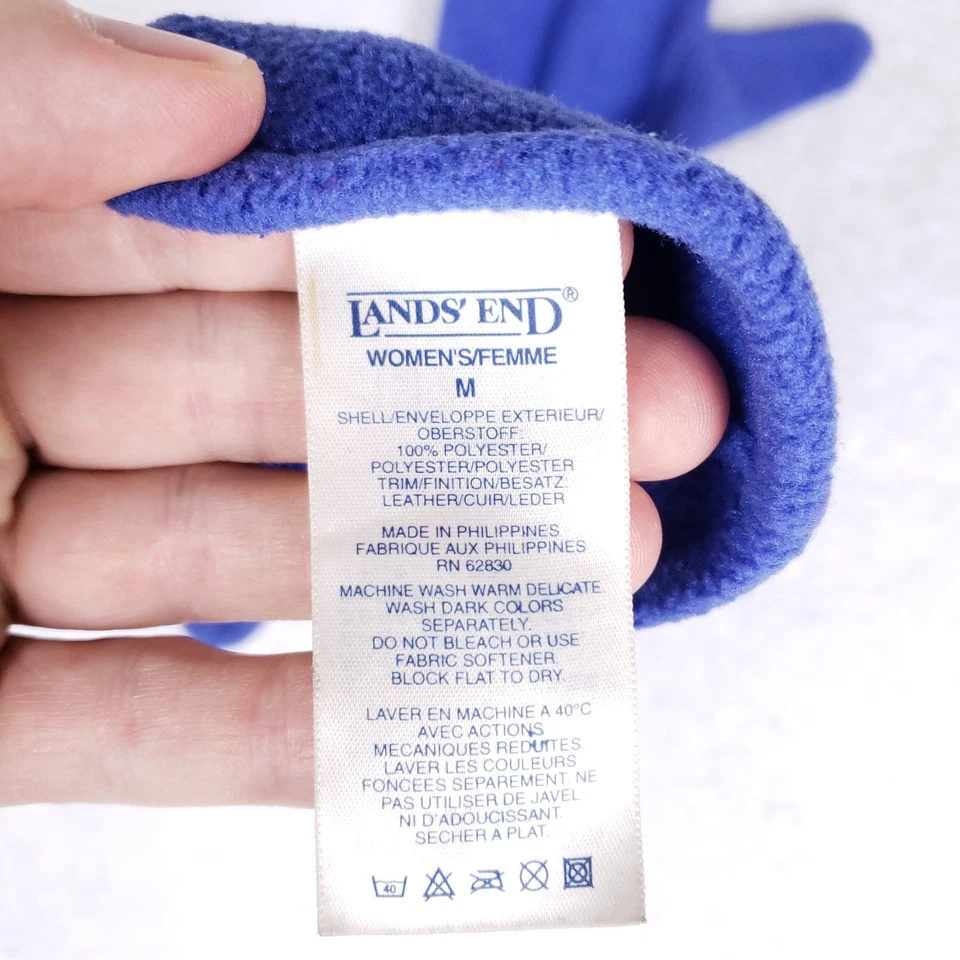 LANDS' END®
WOMEN'S/FEMME
M
SHELL/ENVELOPPE EXTERIEUR/
OBERSTOFF:
100% POLYESTER/
POLYESTER/POLYESTER
TRIM/FINITION/BESATZ:
LEATHER/CUIR/LEDER
MADE IN PHILIPPINES
FABRIQUE AUX PHILIPPINES
RN 62830
MACHINE WASH WARM DELICATE.
WASH DARK COLORS
SEPARATELY.
DO NOT BLEACH OR USE
FABRIC SOFTENER.
BLOCK FLAT TO DRY.
LAVER EN MACHINE A 40°C
AVEC ACTIONS
MECANIQUES REDUITES.
LAVER LES COULEURS
FONCEES SEPAREMENT. NE
PAS UTILISER DE JAVEL
NI D'ADOUCISSANT.
SECHER A PLAT.
40